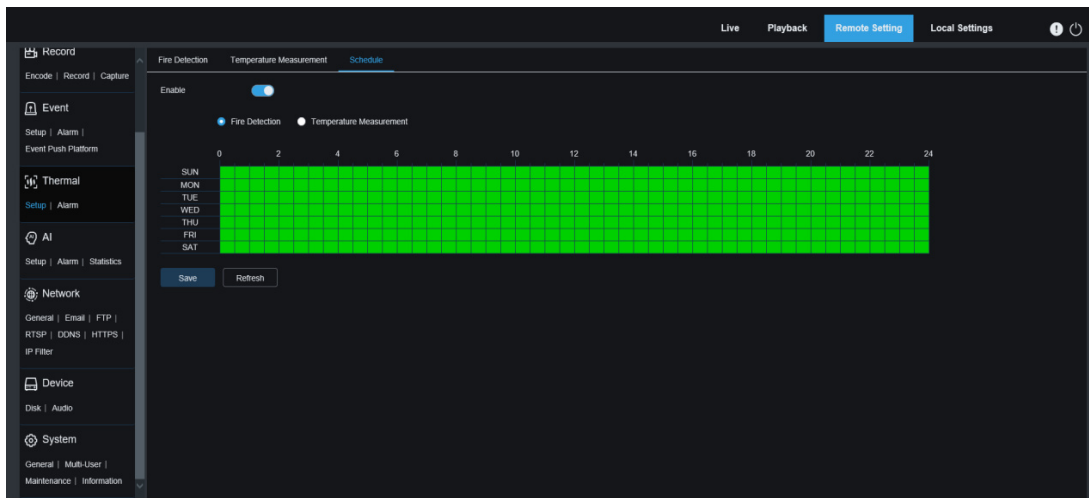 Live Playback Remote Setting Local Settings
Record
Encode | Record | Capture
Event
Setup | Alarm |
Event Push Platform
Thermal
Setup | Alarm
AI
Setup | Alarm | Statistics
Network
General | Email | FTP |
RTSP | DDNS | HTTPS |
IP Filter
Device
Disk | Audio
System
General | Multi-User |
Maintenance | Information
Fire Detection Temperature Measurement Schedule
Enable
Fire Detection Temperature Measurement
0 2 4 6 8 10 12 14 16 18 20 22 24
SUN
MON
TUE
WED
THU
FRI
SAT
Save Refresh